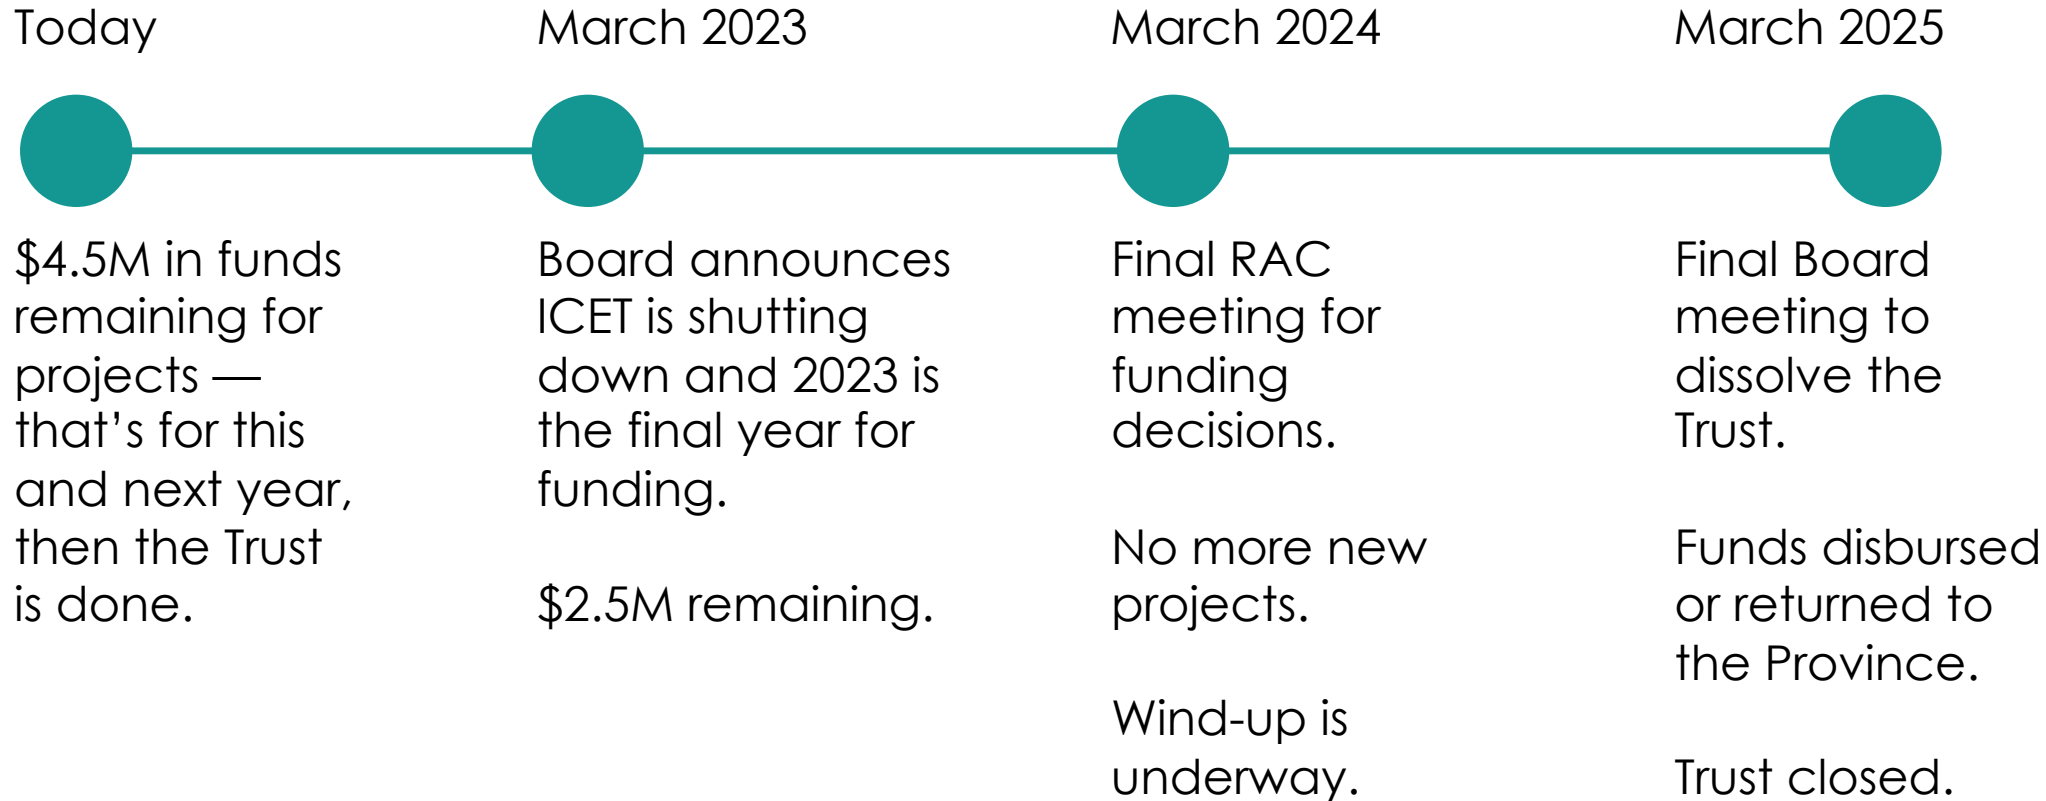 Today
$4.5M in funds
remaining for
projects —
that’s for this
and next year,
then the Trust
is done.
March 2023
Board announces
ICET is shutting
down and 2023 is
the final year for
funding.
$2.5M remaining.
March 2024
Final RAC
meeting for
funding
decisions.
No more new
projects.
Wind-up is
underway.
March 2025
Final Board
meeting to
dissolve the
Trust.
Funds disbursed
or returned to
the Province.
Trust closed.